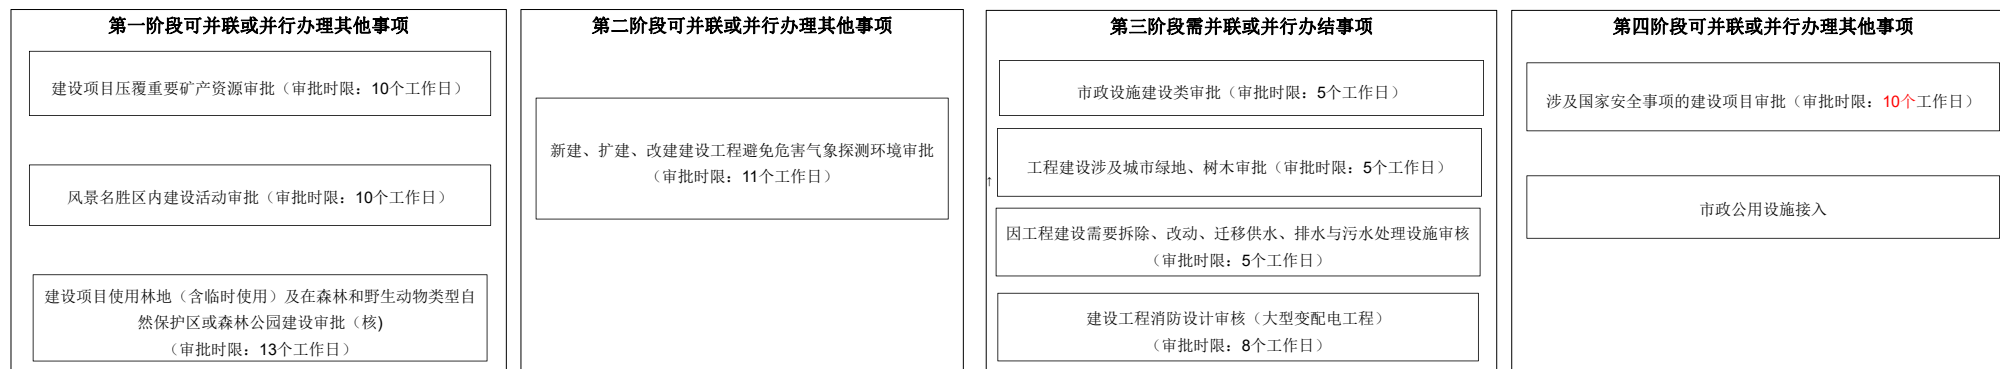 第一阶段可并联或并行办理其他事项
建设项目压覆重要矿产资源审批（审批时限：10个工作日）
风景名胜区内建设活动审批（审批时限：10个工作日）
建设项目使用林地（含临时使用）及在森林和野生动物类型自
然保护区或森林公园建设审批（核)
（审批时限：13个工作日）
第二阶段可并联或并行办理其他事项
新建、扩建、改建建设工程避免危害气象探测环境审批
（审批时限：11个工作日）
第三阶段需并联或并行办结事项
市政设施建设类审批（审批时限：5个工作日）
工程建设涉及城市绿地、树木审批（审批时限：5个工作日）
↑
因工程建设需要拆除、改动、迁移供水、排水与污水处理设施审核
（审批时限：5个工作日）
建设工程消防设计审核（大型变配电工程）
（审批时限：8个工作日）
第四阶段可并联或并行办理其他事项
涉及国家安全事项的建设项目审批（审批时限：10个工作日）
市政公用设施接入